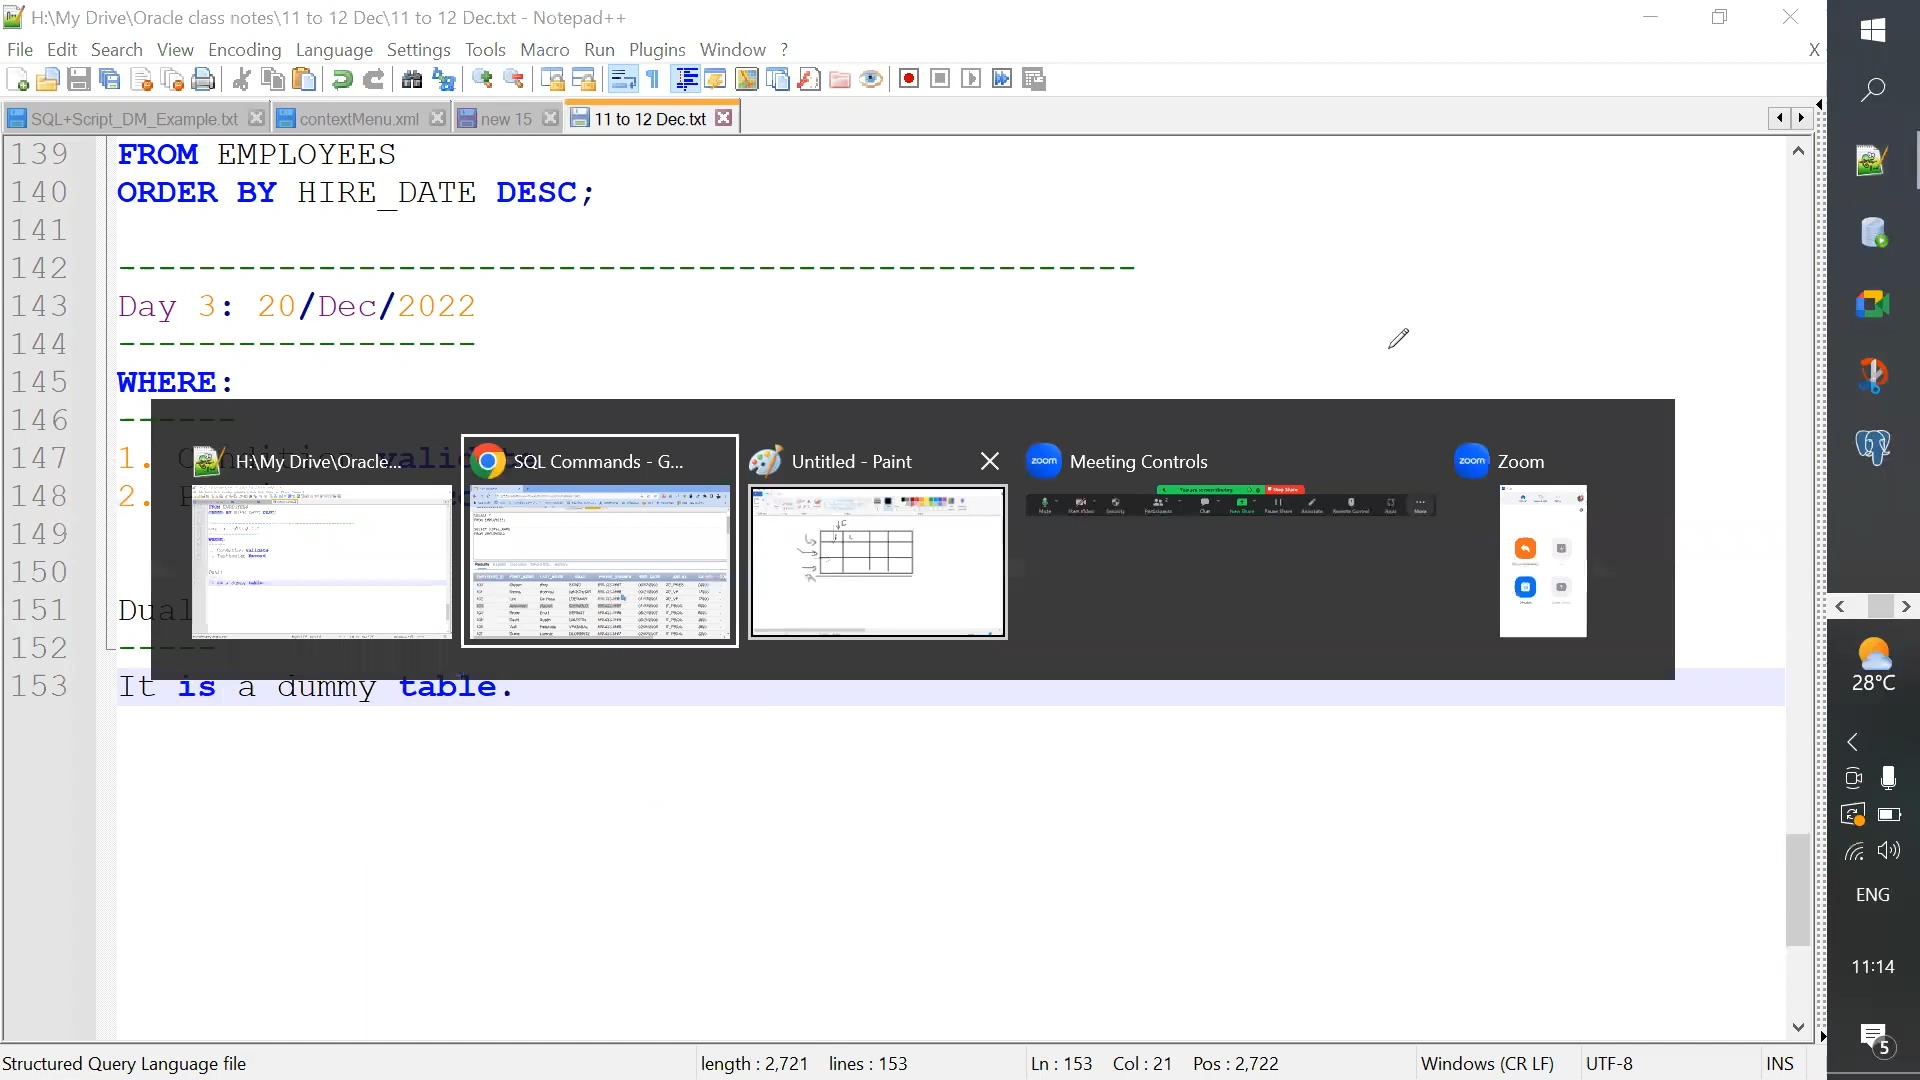 H:\My Drive\Oracle class notes\11 to 12 Dec\11 to 12 Dec.txt - Notepad++
File Edit Search View Encoding Language Settings Tools Macro Run Plugins Window ? X
SQL+Script_DM_Example.txt contextMenu.xml new 15 11 to 12 Dec.txt
139 FROM EMPLOYEES
140 ORDER BY HIRE_DATE DESC;
141
142 ---------------------------------------------------
143 Day 3: 20/Dec/2022
144 ------------------
145 WHERE:
146 ------
147 1.
148 2.
149
150
151 Dual
152 -----
153 It is a dummy table.
H:\My Drive\Oracle... SQL Commands - G... Untitled - Paint Meeting Controls Zoom
zoom zoom
28°C
ENG
11:14
5
Structured Query Language file length : 2,721 lines : 153 Ln : 153 Col : 21 Pos : 2,722 Windows (CR LF) UTF-8 INS